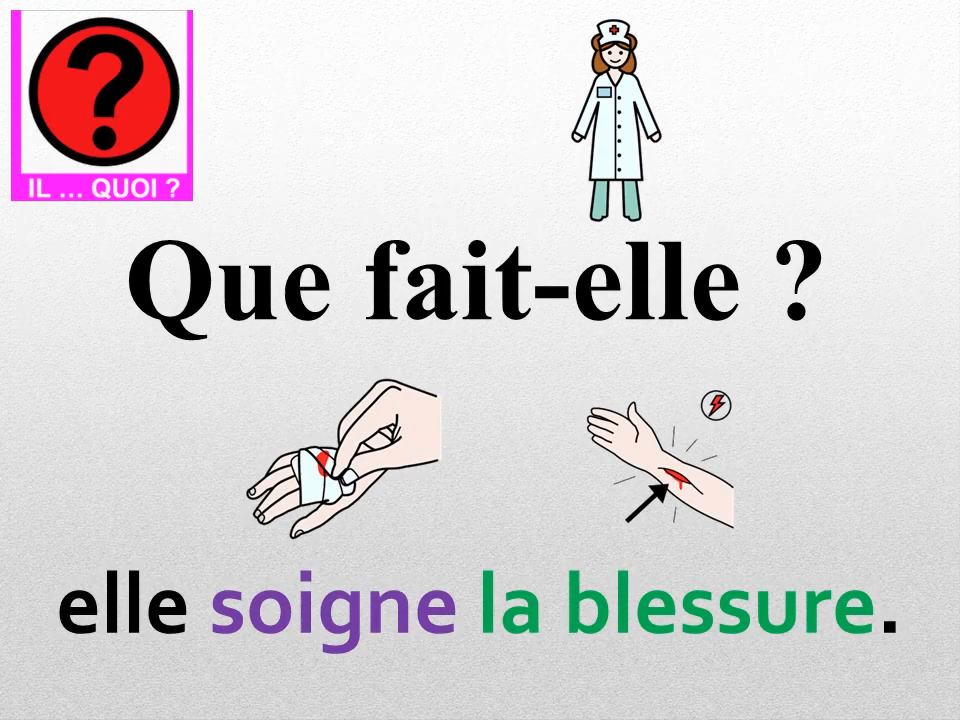 ?
IL ... QUOI ?
Que fait-elle ?
elle soigne la blessure.